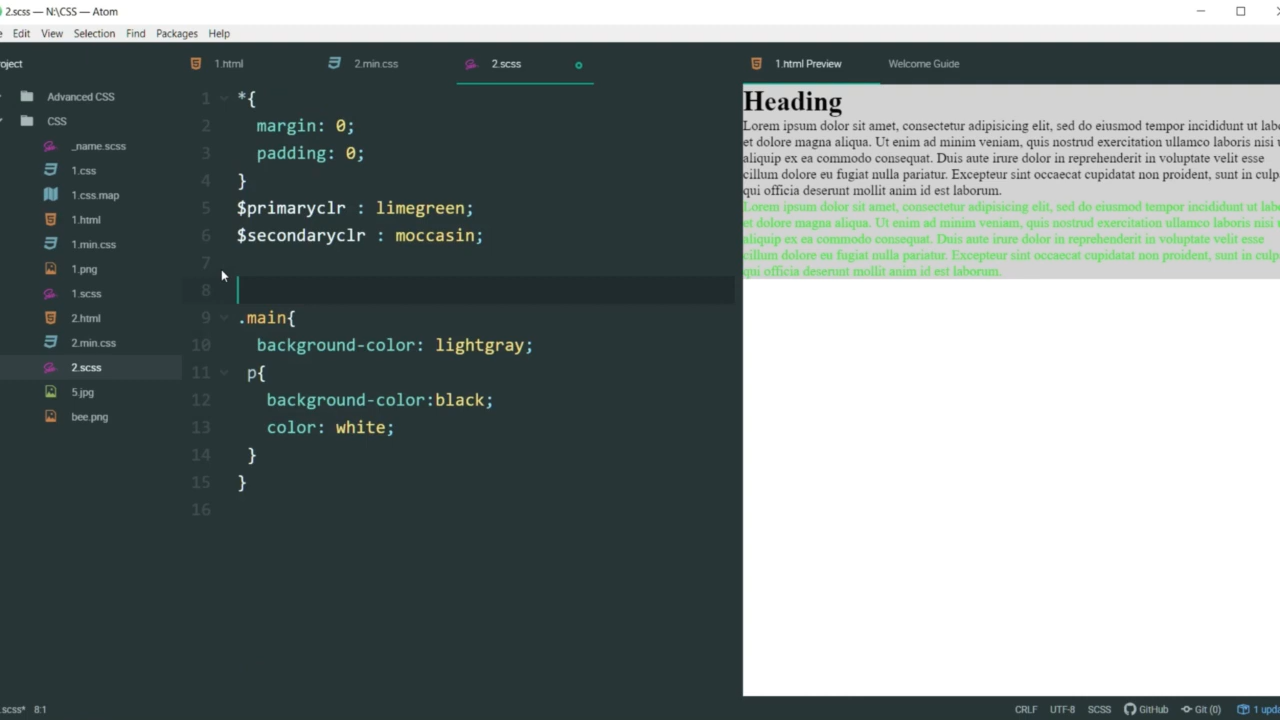 2.scss — N:\CSS — Atom
Edit View Selection Find Packages Help
oject
Advanced CSS
CSS
_name.scss
1.css
1.css.map
1.html
1.min.css
1.png
1.scss
2.html
2.min.css
2.scss
5.jpg
bee.png
1.html 2.min.css 2.scss
1 *{
2 margin: 0;
3 padding: 0;
4 }
5 $primaryclr : limegreen;
6 $secondaryclr : moccasin;
7
8
9 .main{
10 background-color: lightgray;
11 p{
12 background-color:black;
13 color: white;
14 }
15 }
16
1.html Preview Welcome Guide
Heading
Lorem ipsum dolor sit amet, consectetur adipisicing elit, sed do eiusmod tempor incididunt ut lab
et dolore magna aliqua. Ut enim ad minim veniam, quis nostrud exercitation ullamco laboris nisi u
aliquip ex ea commodo consequat. Duis aute irure dolor in reprehenderit in voluptate velit esse
cillum dolore eu fugiat nulla pariatur. Excepteur sint occaecat cupidatat non proident, sunt in culp
qui officia deserunt mollit anim id est laborum.
Lorem ipsum dolor sit amet, consectetur adipisicing elit, sed do eiusmod tempor incididunt ut lab
et dolore magna aliqua. Ut enim ad minim veniam, quis nostrud exercitation ullamco laboris nisi u
aliquip ex ea commodo consequat. Duis aute irure dolor in reprehenderit in voluptate velit esse
cillum dolore eu fugiat nulla pariatur. Excepteur sint occaecat cupidatat non proident, sunt in culp
qui officia deserunt mollit anim id est laborum.
.scss* 8:1 CRLF UTF-8 SCSS GitHub Git (0) 1 upda